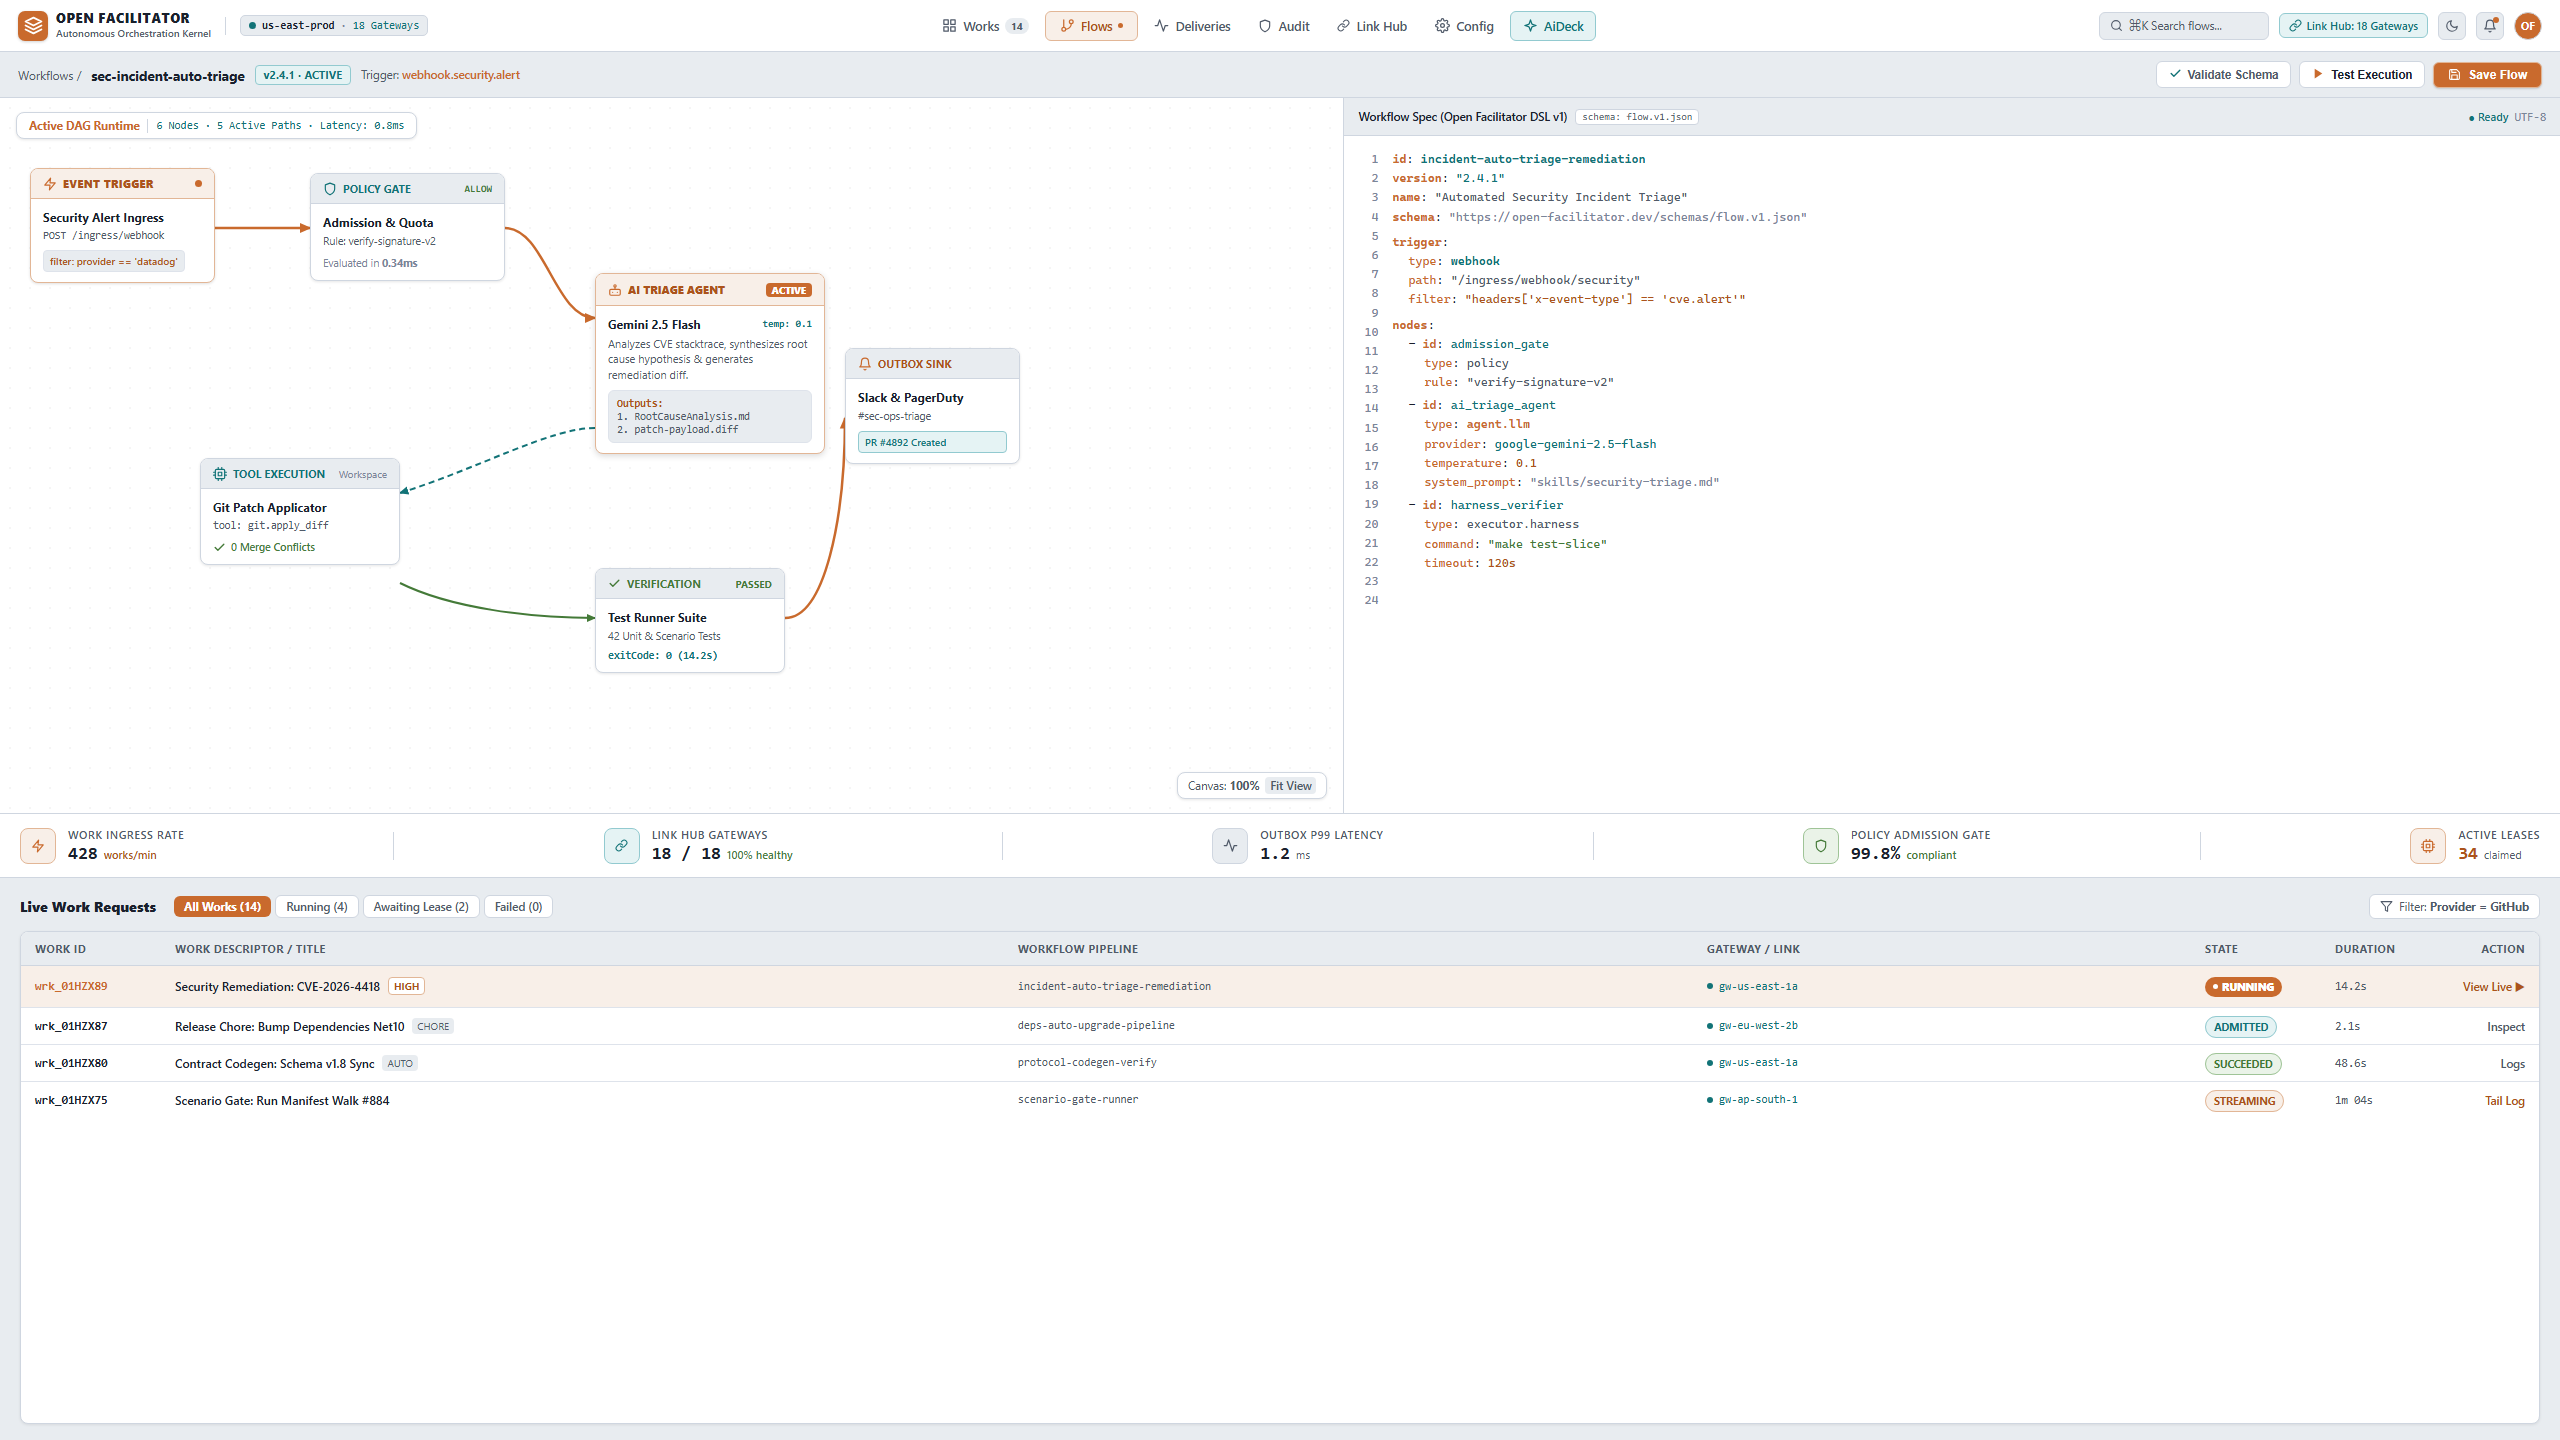 OPEN FACILITATOR
Autonomous Orchestration Kernel
us-east-prod · 18 Gateways
Works 14
Flows
Deliveries
Audit
Link Hub
Config
AiDeck
⌘K Search flows...
Link Hub: 18 Gateways
OF
Workflows / sec-incident-auto-triage
v2.4.1 · ACTIVE
Trigger: webhook.security.alert
Validate Schema
Test Execution
Save Flow
Active DAG Runtime
6 Nodes · 5 Active Paths · Latency: 0.8ms
EVENT TRIGGER
Security Alert Ingress
POST /ingress/webhook
filter: provider == 'datadog'
POLICY GATE ALLOW
Admission & Quota
Rule: verify-signature-v2
Evaluated in 0.34ms
AI TRIAGE AGENT ACTIVE
Gemini 2.5 Flash temp: 0.1
Analyzes CVE stacktrace, synthesizes root
cause hypothesis & generates
remediation diff.
Outputs:
1. RootCauseAnalysis.md
2. patch-payload.diff
OUTBOX SINK
Slack & PagerDuty
#sec-ops-triage
PR #4892 Created
TOOL EXECUTION Workspace
Git Patch Applicator
tool: git.apply_diff
0 Merge Conflicts
VERIFICATION PASSED
Test Runner Suite
42 Unit & Scenario Tests
exitCode: 0 (14.2s)
Canvas: 100% Fit View
Workflow Spec (Open Facilitator DSL v1) schema: flow.v1.json
Ready UTF-8
1
2
3
4
5
6
7
8
9
10
11
12
13
14
15
16
17
18
19
20
21
22
23
24
id: incident-auto-triage-remediation
version: "2.4.1"
name: "Automated Security Incident Triage"
schema: "https://open-facilitator.dev/schemas/flow.v1.json"
trigger:
type: webhook
path: "/ingress/webhook/security"
filter: "headers['x-event-type'] == 'cve.alert'"
nodes:
- id: admission_gate
type: policy
rule: "verify-signature-v2"
- id: ai_triage_agent
type: agent.llm
provider: google-gemini-2.5-flash
temperature: 0.1
system_prompt: "skills/security-triage.md"
- id: harness_verifier
type: executor.harness
command: "make test-slice"
timeout: 120s
WORK INGRESS RATE
428 works/min
LINK HUB GATEWAYS
18 / 18 100% healthy
OUTBOX P99 LATENCY
1.2 ms
POLICY ADMISSION GATE
99.8% compliant
ACTIVE LEASES
34 claimed
Live Work Requests
All Works (14)
Running (4)
Awaiting Lease (2)
Failed (0)
Filter: Provider = GitHub
WORK ID WORK DESCRIPTOR / TITLE WORKFLOW PIPELINE GATEWAY / LINK STATE DURATION ACTION
wrk_01HZX89 Security Remediation: CVE-2026-4418 HIGH incident-auto-triage-remediation gw-us-east-1a RUNNING 14.2s View Live ▶
wrk_01HZX87 Release Chore: Bump Dependencies Net10 CHORE deps-auto-upgrade-pipeline gw-eu-west-2b ADMITTED 2.1s Inspect
wrk_01HZX80 Contract Codegen: Schema v1.8 Sync AUTO protocol-codegen-verify gw-us-east-1a SUCCEEDED 48.6s Logs
wrk_01HZX75 Scenario Gate: Run Manifest Walk #884 scenario-gate-runner gw-ap-south-1 STREAMING 1m 04s Tail Log